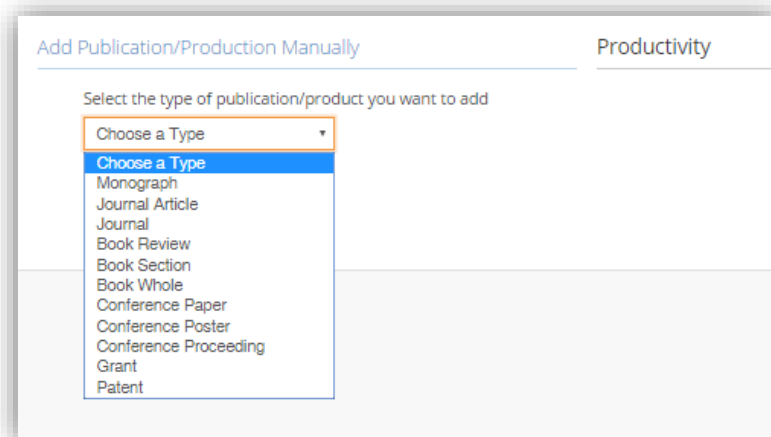 Add Publication/Production Manually
Productivity
Select the type of publication/product you want to add
Choose a Type
Choose a Type
Monograph
Journal Article
Journal
Book Review
Book Section
Book Whole
Conference Paper
Conference Poster
Conference Proceeding
Grant
Patent